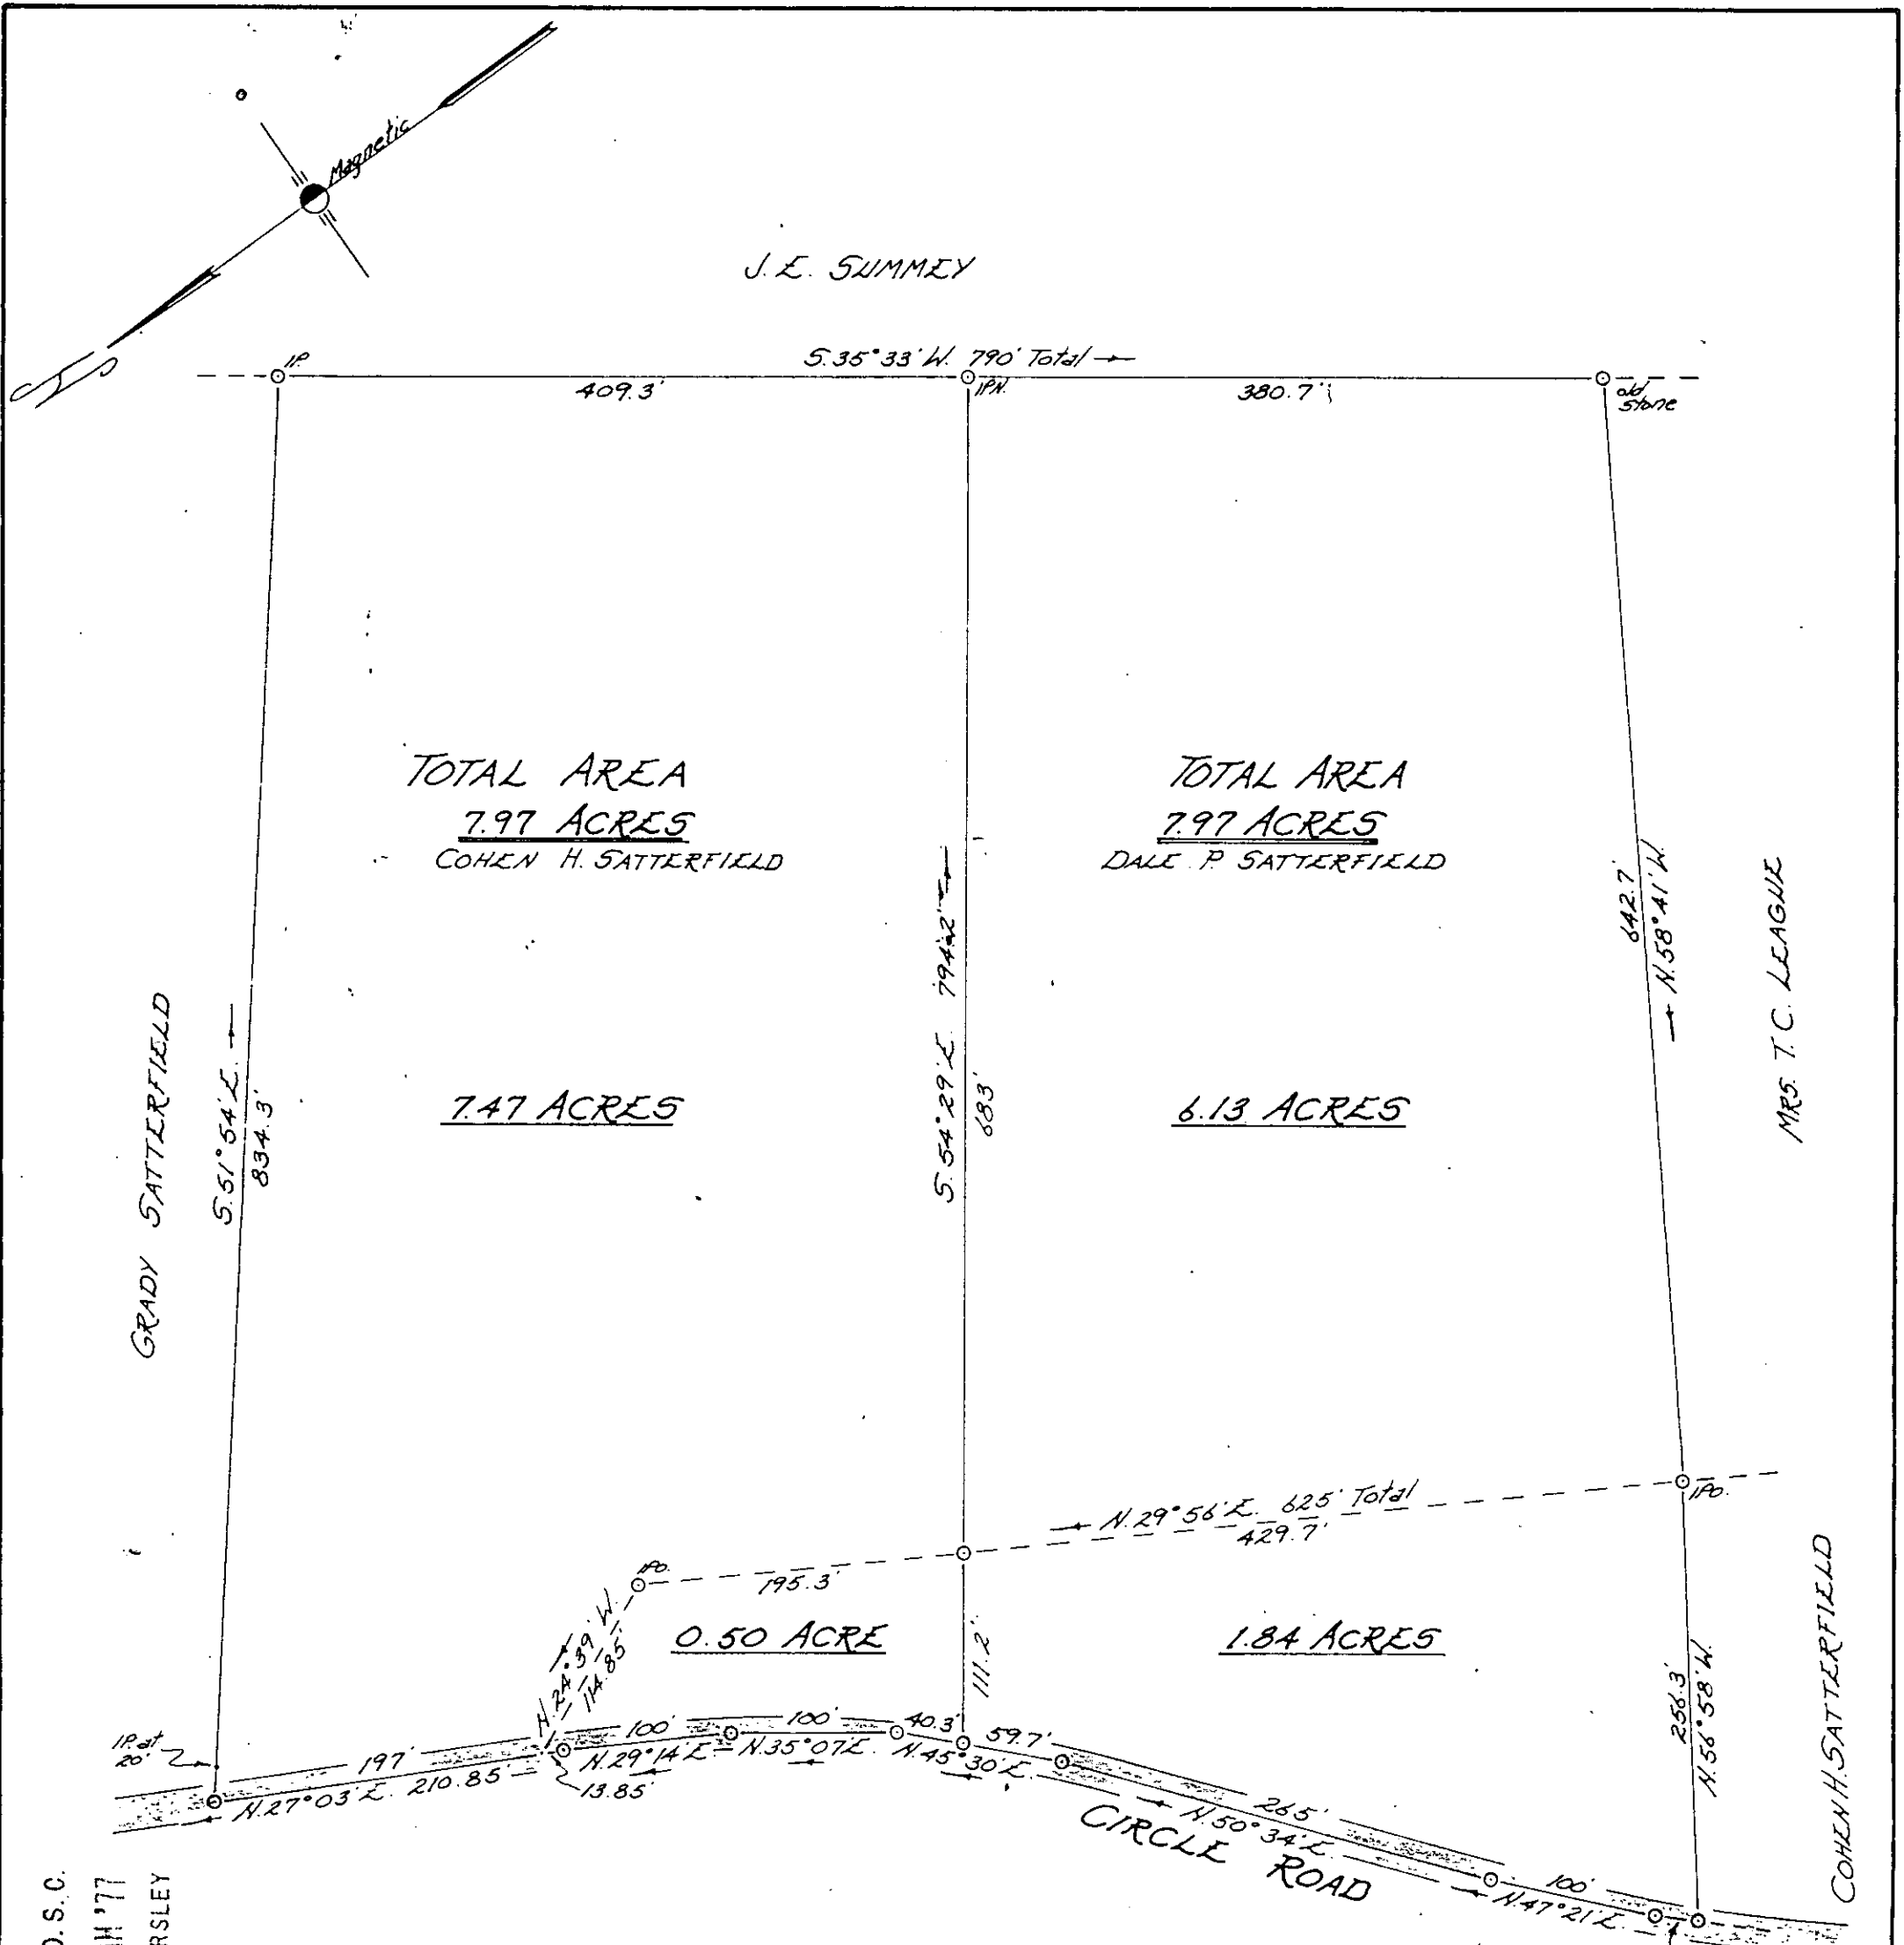 Magnetic
N
J. E. SUMMEY
S. 35° 33' W. 790' Total
I.P.
409.3'
I.P.N.
380.7'
old
stone
TOTAL AREA
7.97 ACRES
COHEN H. SATTERFIELD
TOTAL AREA
7.97 ACRES
DALE P. SATTERFIELD
GRADY SATTERFIELD
S. 51° 54' E.
834.3'
7.47 ACRES
S. 54° 29' E. 794.2'
683'
6.13 ACRES
642.7'
N. 58° 41' W.
MRS. T. C. LEAGUE
N. 29° 56' E. 625' Total
429.7'
I.P.O.
I.P.O.
195.3'
N. 24° 39' W.
114.85'
0.50 ACRE
111.2'
1.84 ACRES
256.3'
N. 56° 58' W.
COHEN H. SATTERFIELD
I.P. at
20'
197'
N. 27° 03' E. 210.85'
13.85'
100'
N. 29° 14' E.
100'
N. 35° 07' E.
40.3'
59.7'
N. 45° 30' E.
265'
N. 50° 34' E.
CIRCLE ROAD
100'
N. 47° 21' E.
O. S. C.
'77
RSLEY